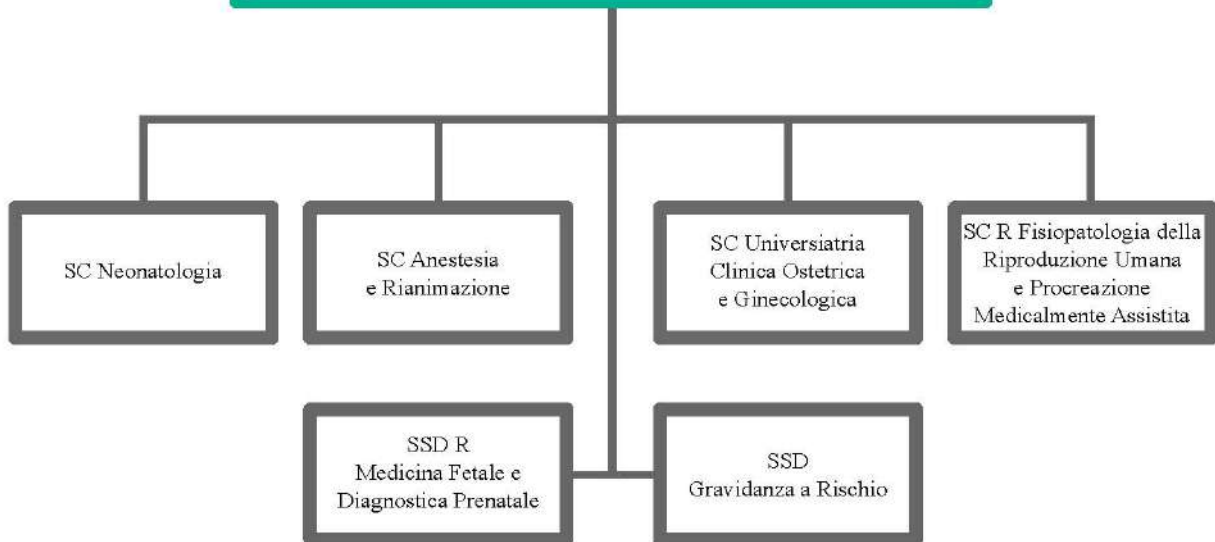 SC Neonatologia
SC Anestesia
e Rianimazione
SC Universiatria
Clinica Ostetrica
e Ginecologica
SC R Fisiopatologia della
Riproduzione Umana
e Procreazione
Medicalmente Assistita
SSD R
Medicina Fetale e
Diagnostica Prenatale
SSD
Gravidanza a Rischio